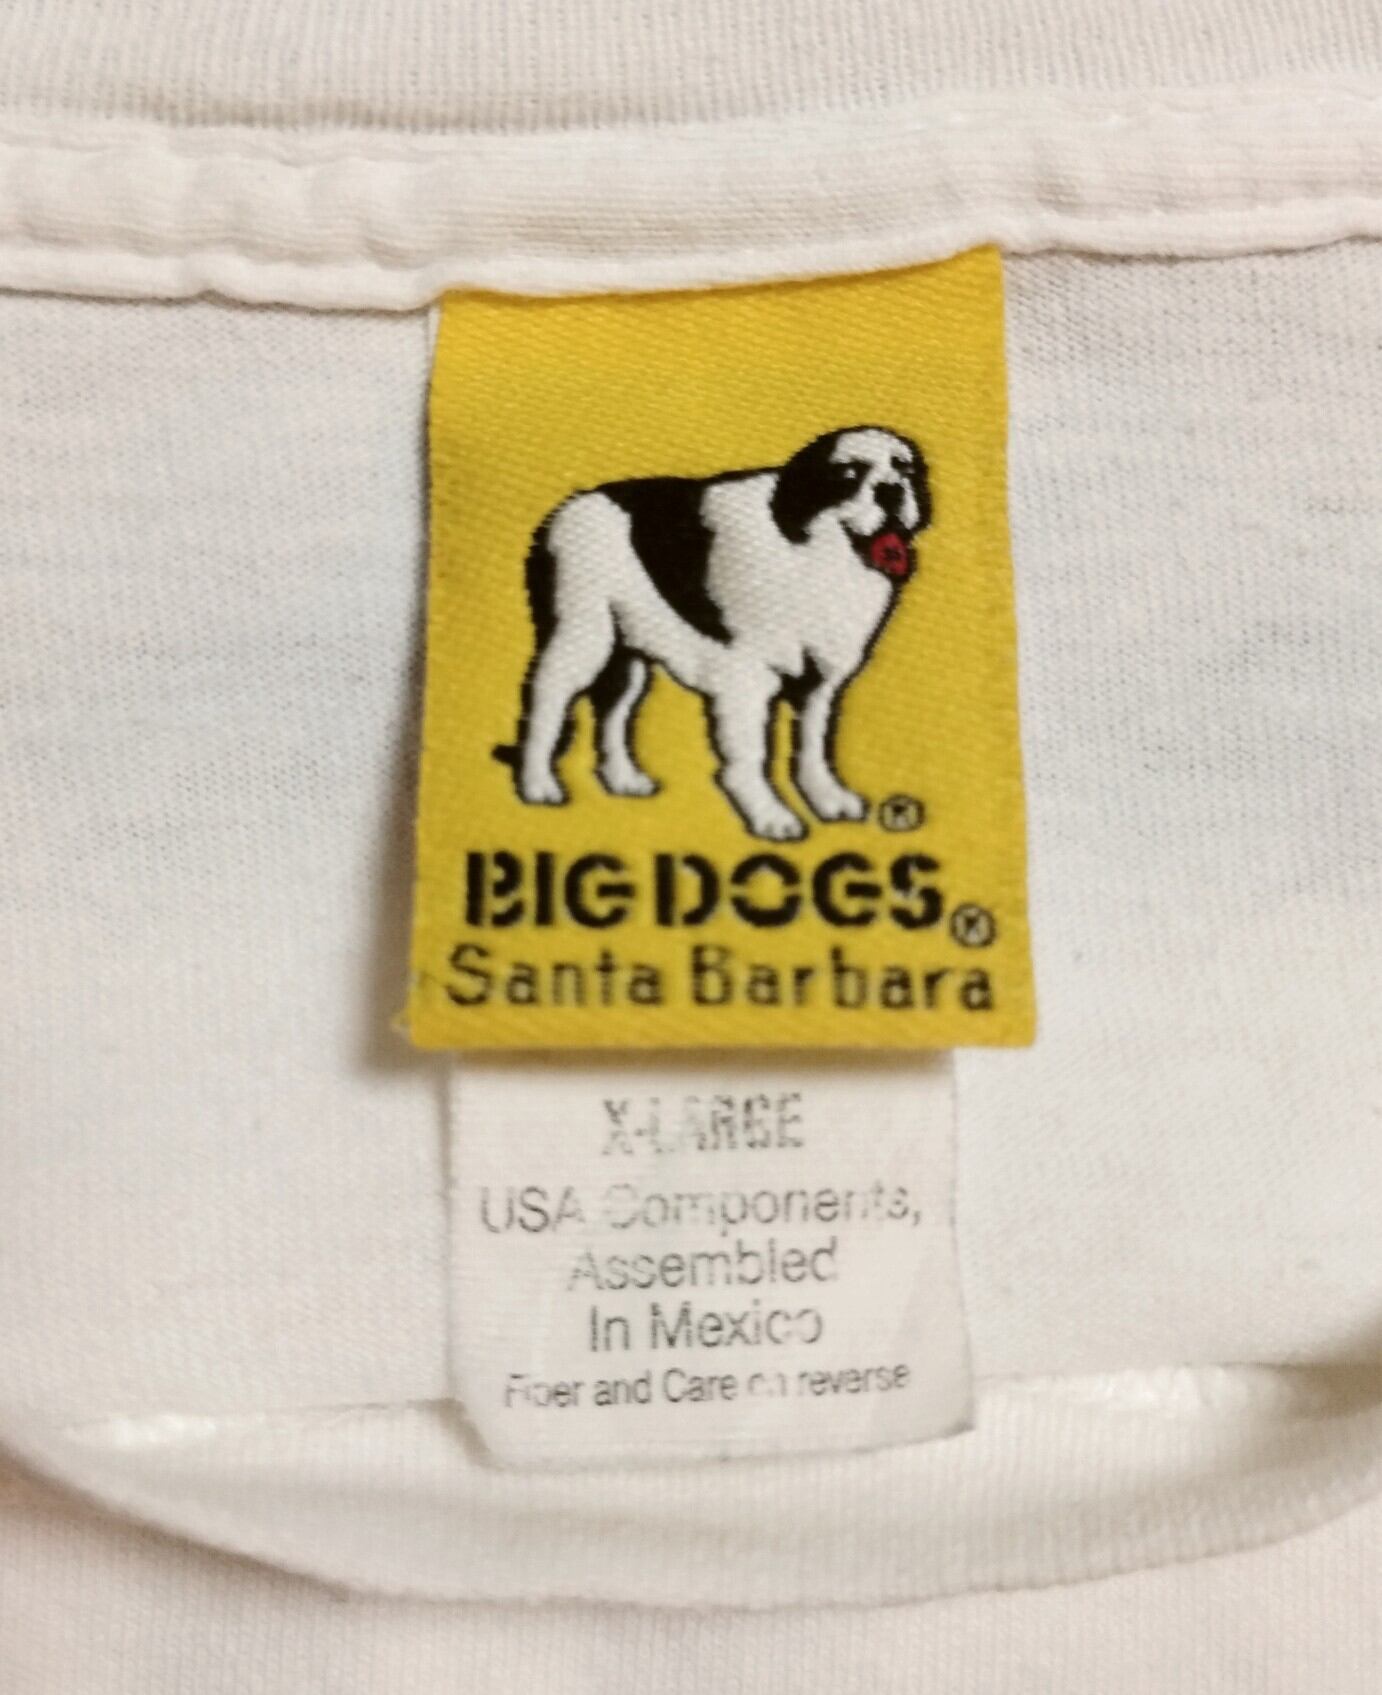 ®
BIG DOGS®
Santa Barbara
X-LARGE
USA Components,
Assembled
In Mexico
Fiber and Care on reverse